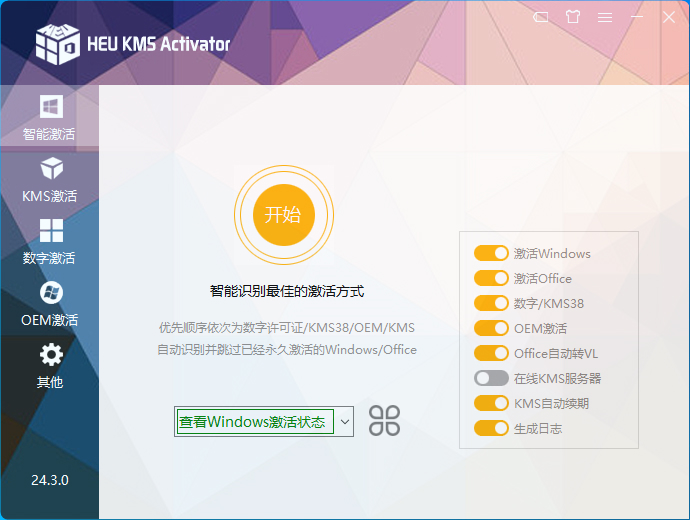 HEU KMS Activator
智能激活
KMS激活
数字激活
OEM激活
其他
24.3.0
开始
智能识别最佳的激活方式
优先顺序依次为数字许可证/KMS38/OEM/KMS
自动识别并跳过已经永久激活的Windows/Office
查看Windows激活状态
激活Windows
激活Office
数字/KMS38
OEM激活
Office自动转VL
在线KMS服务器
KMS自动续期
生成日志